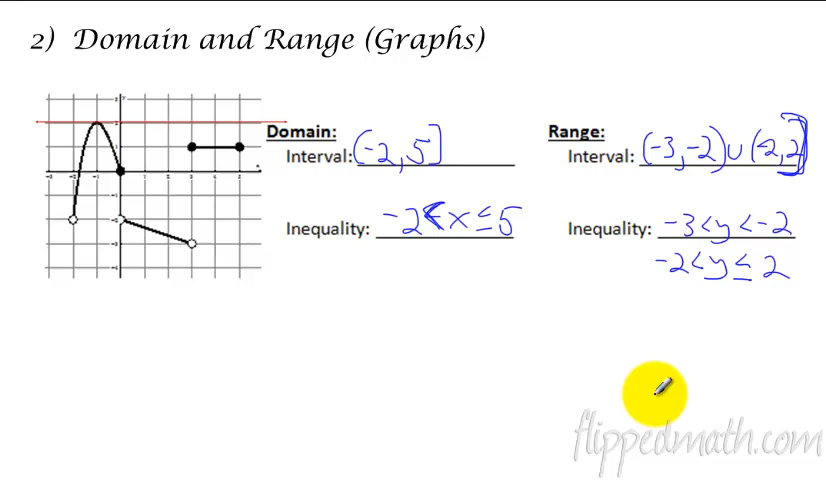 2) Domain and Range (Graphs)
Domain:
Interval: (-2, 5]
Inequality: -2 < x ≤ 5
Range:
Interval: (-3, -2) ∪ (-2, 2]
Inequality: -3 < y < -2
-2 < y ≤ 2
flippedmath.com